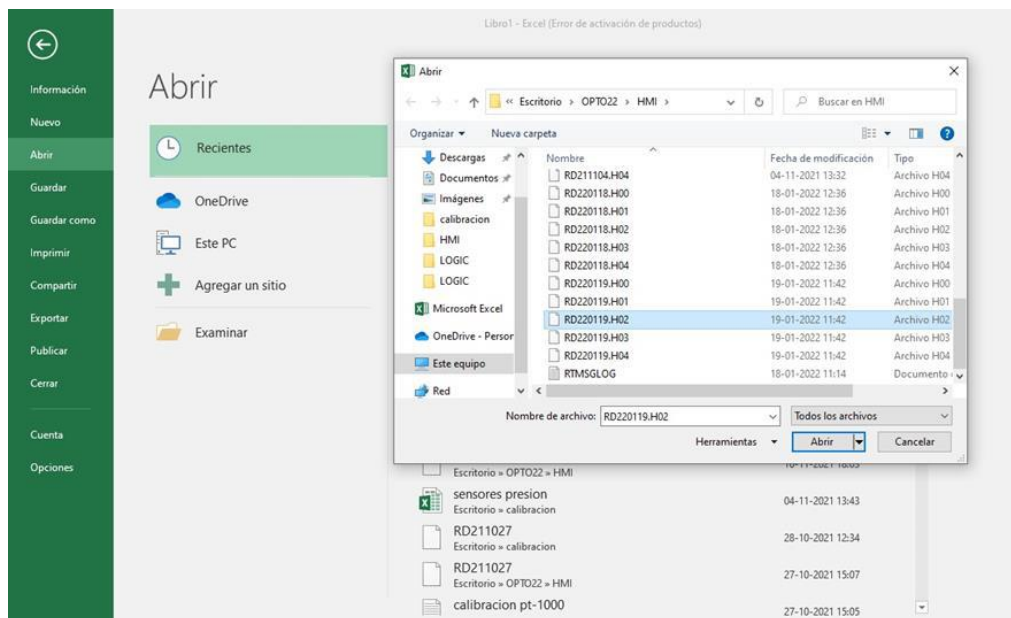 Libro1 - Excel (Error de activación de productos)
Información
Nuevo
Abrir
Guardar
Guardar como
Imprimir
Compartir
Exportar
Publicar
Cerrar
Cuenta
Opciones
Abrir
Recientes
OneDrive
Este PC
Agregar un sitio
Examinar
Abrir
« Escritorio > OPTO22 > HMI >
Buscar en HMI
Organizar
Nueva carpeta
Descargas
Documentos
Imágenes
calibracion
HMI
LOGIC
LOGIC
Microsoft Excel
OneDrive - Person
Este equipo
Red
Nombre Fecha de modificación Tipo
RD211104.H04 04-11-2021 13:32 Archivo H04
RD220118.H00 18-01-2022 12:36 Archivo H00
RD220118.H01 18-01-2022 12:36 Archivo H01
RD220118.H02 18-01-2022 12:36 Archivo H02
RD220118.H03 18-01-2022 12:36 Archivo H03
RD220118.H04 18-01-2022 12:36 Archivo H04
RD220119.H00 19-01-2022 11:42 Archivo H00
RD220119.H01 19-01-2022 11:42 Archivo H01
RD220119.H02 19-01-2022 11:42 Archivo H02
RD220119.H03 19-01-2022 11:42 Archivo H03
RD220119.H04 19-01-2022 11:42 Archivo H04
RTMSGLOG 18-01-2022 11:14 Documento
Nombre de archivo: RD220119.H02 Todos los archivos
Herramientas Abrir Cancelar
Escritorio » OPTO22 » HMI
sensores presion 04-11-2021 13:43
Escritorio » calibracion
RD211027 28-10-2021 12:34
Escritorio » calibracion
RD211027 27-10-2021 15:07
Escritorio » OPTO22 » HMI
calibracion pt-1000 27-10-2021 15:05